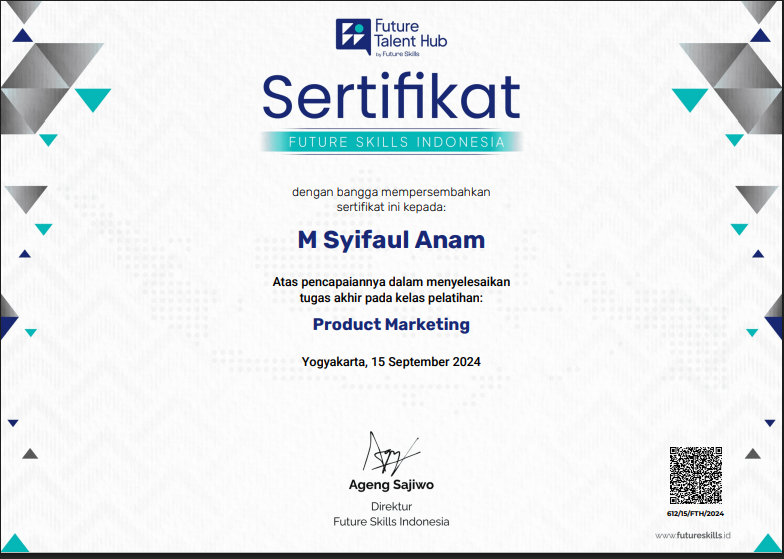 Future
Talent Hub
by Future Skills
Sertifikat
FUTURE SKILLS INDONESIA
dengan bangga mempersembahkan
sertifikat ini kepada:
M Syifaul Anam
Atas pencapaiannya dalam menyelesaikan
tugas akhir pada kelas pelatihan:
Product Marketing
Yogyakarta, 15 September 2024
Ageng Sajiwo
Direktur
Future Skills Indonesia
612/15/FTH/2024
www.futureskills.id